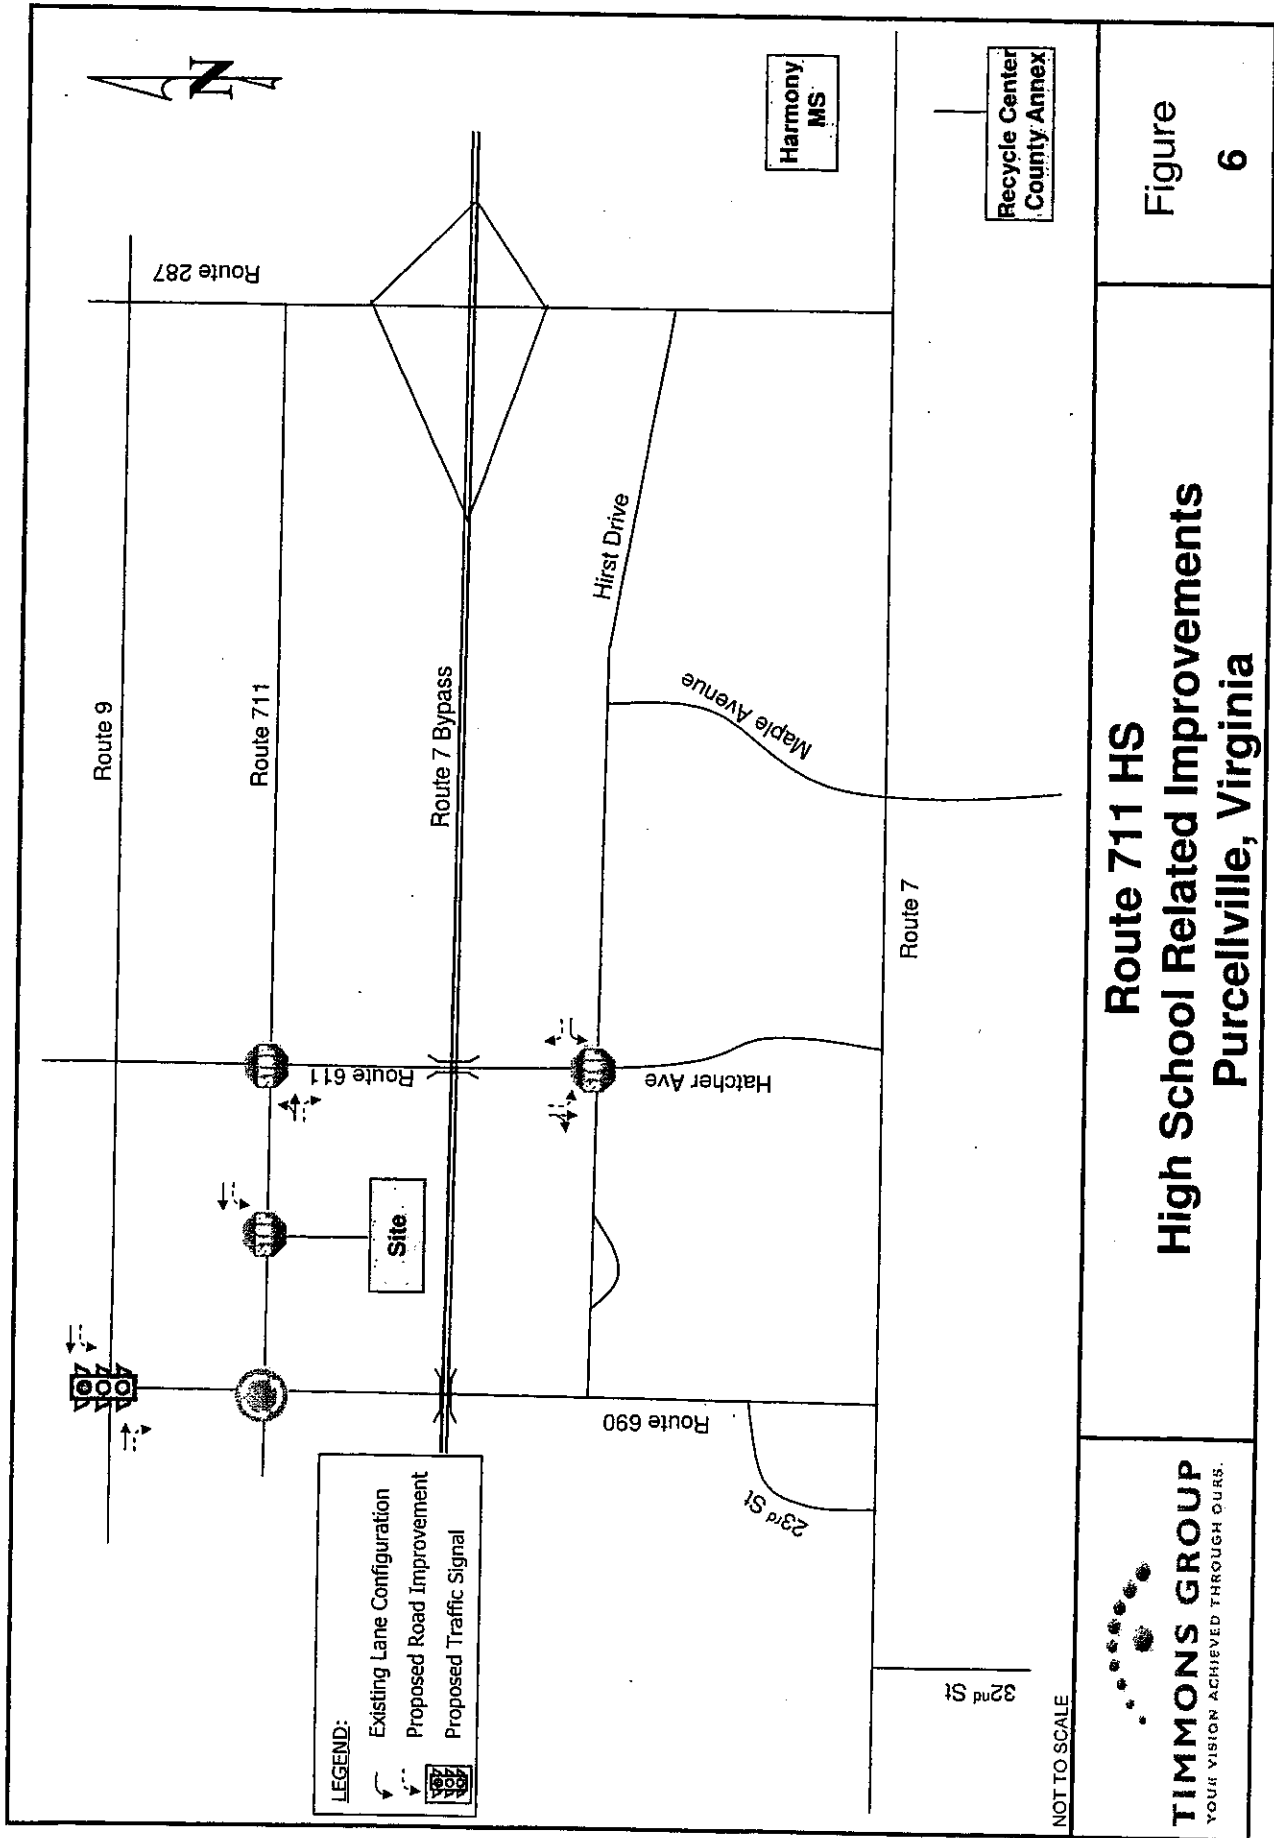 N
Route 9
Route 287
Route 711
Route 7 Bypass
Route 611
STOP
STOP
STOP
Site
Hirst Drive
Maple Avenue
Hatcher Ave
Route 690
23rd St
Route 7
32nd St
Harmony
MS
Recycle Center
County Annex
LEGEND:
Existing Lane Configuration
Proposed Road Improvement
Proposed Traffic Signal
NOT TO SCALE
TIMMONS GROUP
YOUR VISION ACHIEVED THROUGH OURS.
Route 711 HS
High School Related Improvements
Purcellville, Virginia
Figure
6